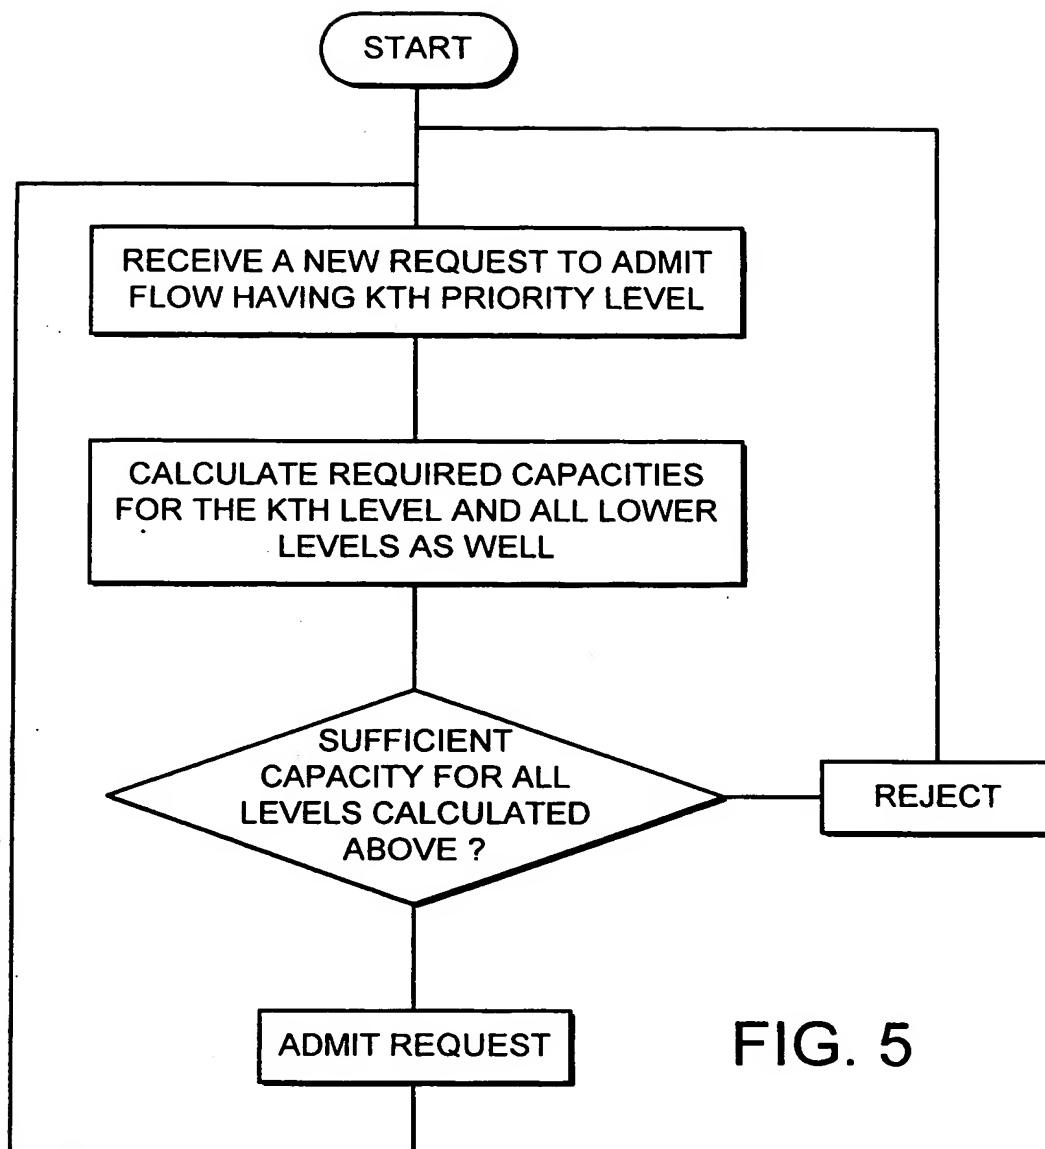 START
RECEIVE A NEW REQUEST TO ADMIT
FLOW HAVING KTH PRIORITY LEVEL
CALCULATE REQUIRED CAPACITIES
FOR THE KTH LEVEL AND ALL LOWER
LEVELS AS WELL
SUFFICIENT
CAPACITY FOR ALL
LEVELS CALCULATED
ABOVE ?
REJECT
ADMIT REQUEST
FIG. 5